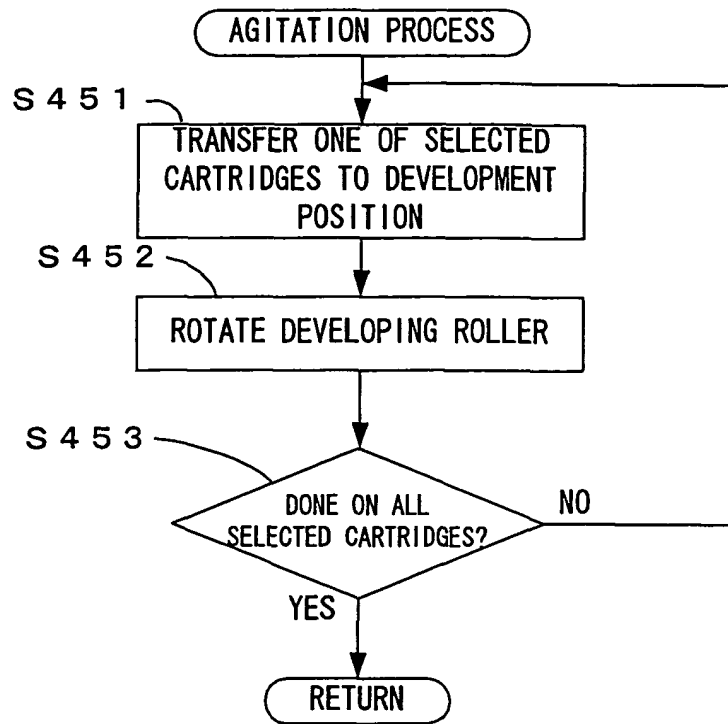 AGITATION PROCESS
S451
TRANSFER ONE OF SELECTED
CARTRIDGES TO DEVELOPMENT
POSITION
S452
ROTATE DEVELOPING ROLLER
S453
DONE ON ALL
SELECTED CARTRIDGES?
NO
YES
RETURN